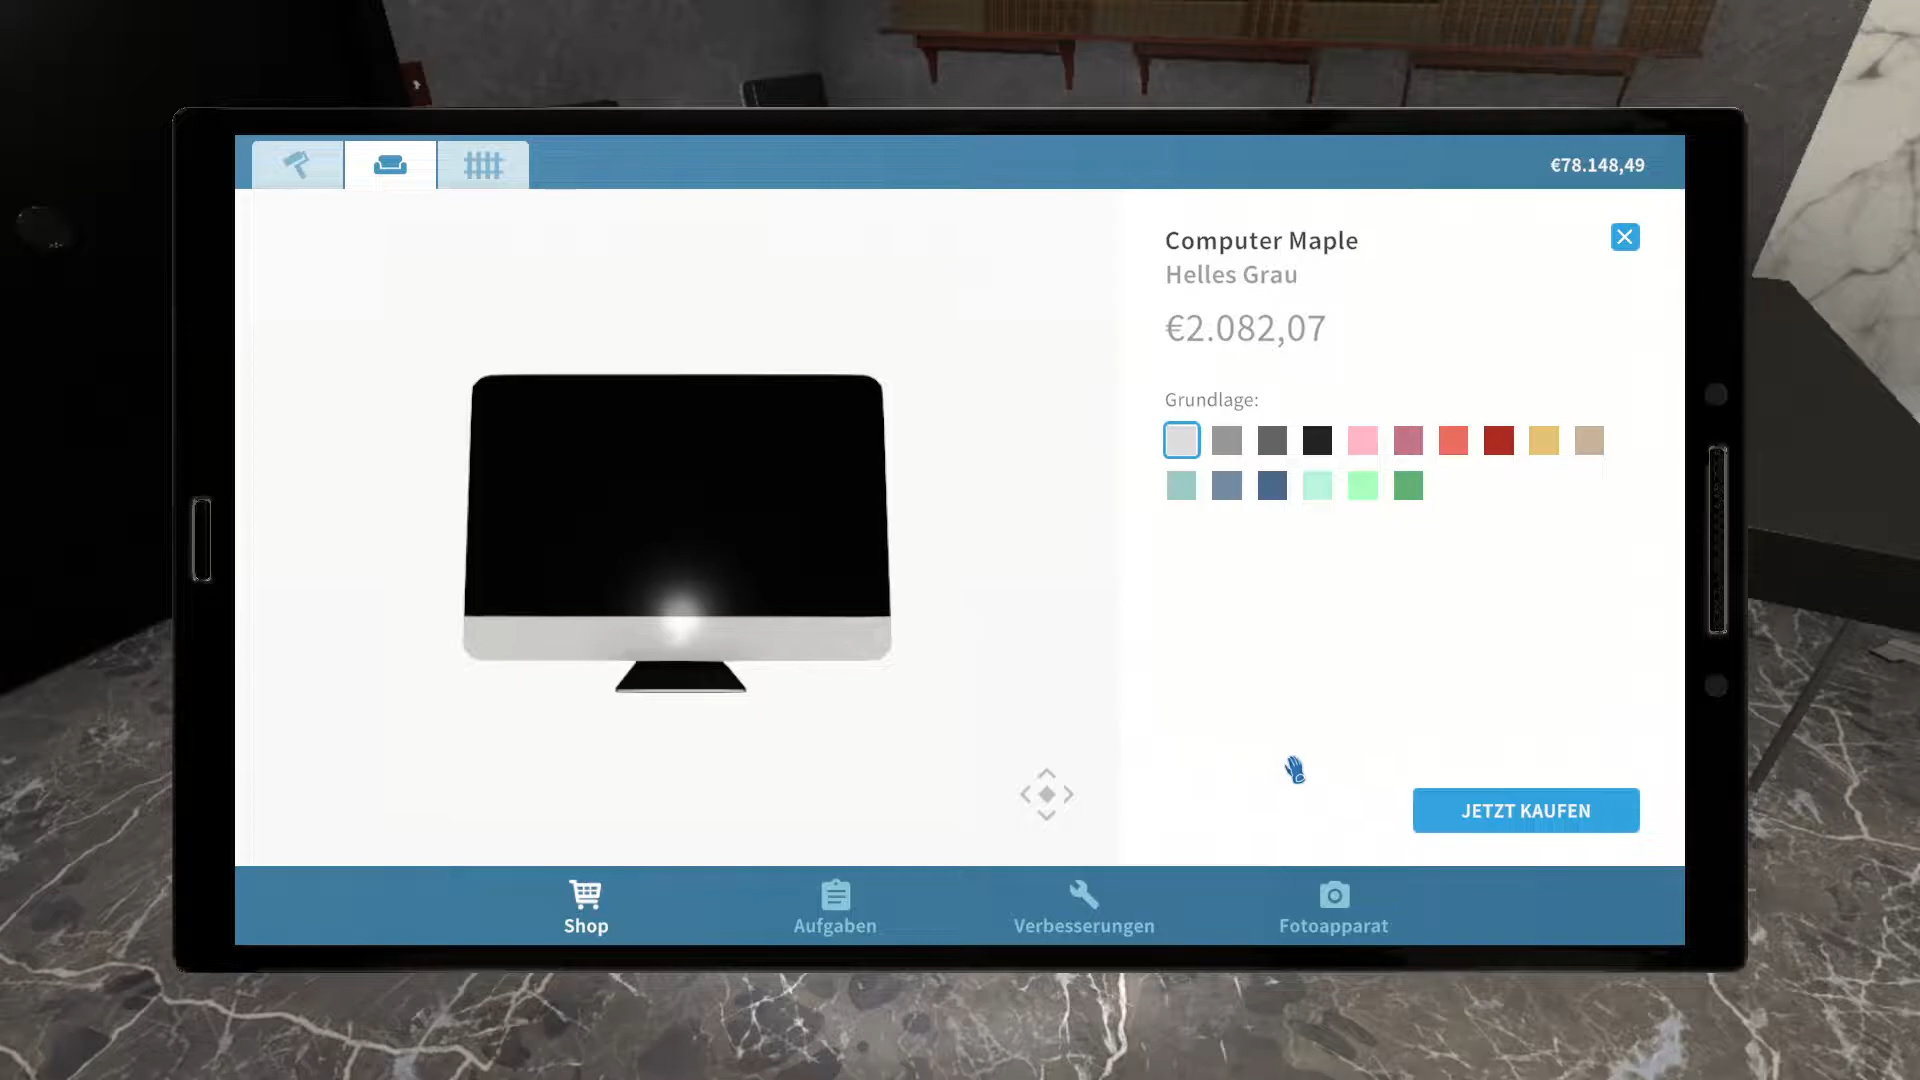 €78.148,49
Computer Maple
Helles Grau
€2.082,07
Grundlage:
JETZT KAUFEN
Shop
Aufgaben
Verbesserungen
Fotoapparat